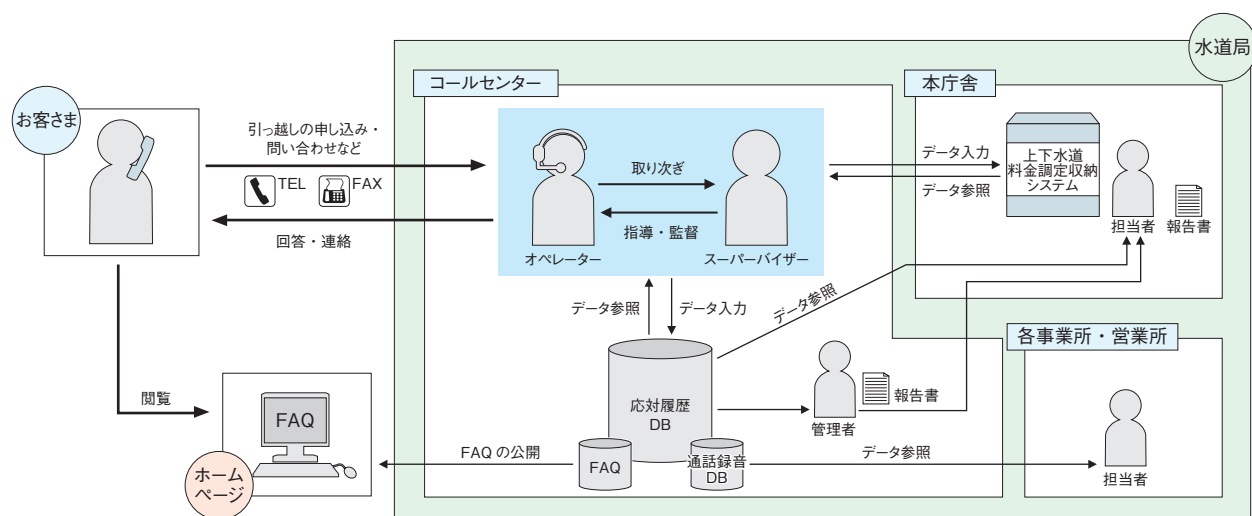 水道局
コールセンター
本庁舎
お客さま
引っ越しの申し込み・
問い合わせなど
TEL
FAX
回答・連絡
取り次ぎ
指導・監督
オペレーター
スーパーバイザー
データ入力
データ参照
上下水道
料金調定収納
システム
担当者
報告書
データ参照
データ入力
データ参照
各事業所・営業所
閲覧
FAQ
ホーム
ページ
FAQ の公開
応対履歴
DB
FAQ
通話録音
DB
管理者
報告書
データ参照
担当者